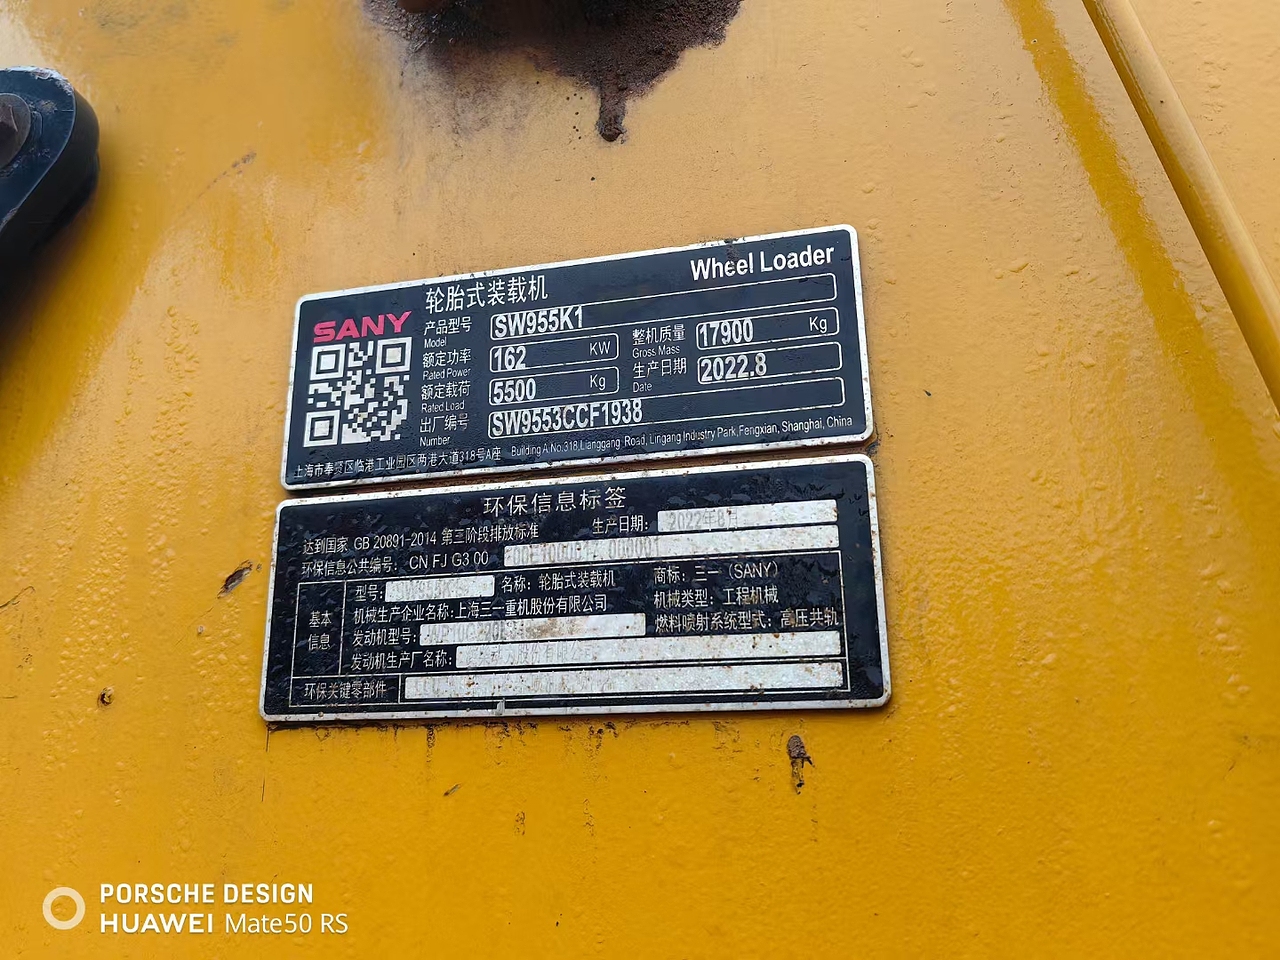 轮胎式装载机 Wheel Loader
SANY
产品型号 Model SW955K1
额定功率 Rated Power 162 KW 整机质量 Gross Mass 17900 Kg
额定载荷 Rated Load 5500 Kg 生产日期 Date 2022.8
出厂编号 Number SW9553CCF1938
上海市奉贤区临港工业园区两港大道318号A座 Building A No.318,Lianggang Road, Lingang Industry Park,Fengxian, Shanghai, China
环保信息标签
达到国家 GB 20891-2014 第三阶段排放标准 生产日期: 2022年8月
环保信息公共编号: CN FJ G3 00
基本信息
型号: 名称: 轮胎式装载机 商标: 三一 (SANY)
机械生产企业名称:上海三一重机股份有限公司 机械类型: 工程机械
发动机型号: 燃料喷射系统型式: 高压共轨
发动机生产厂名称:
环保关键零部件
PORSCHE DESIGN
HUAWEI Mate50 RS